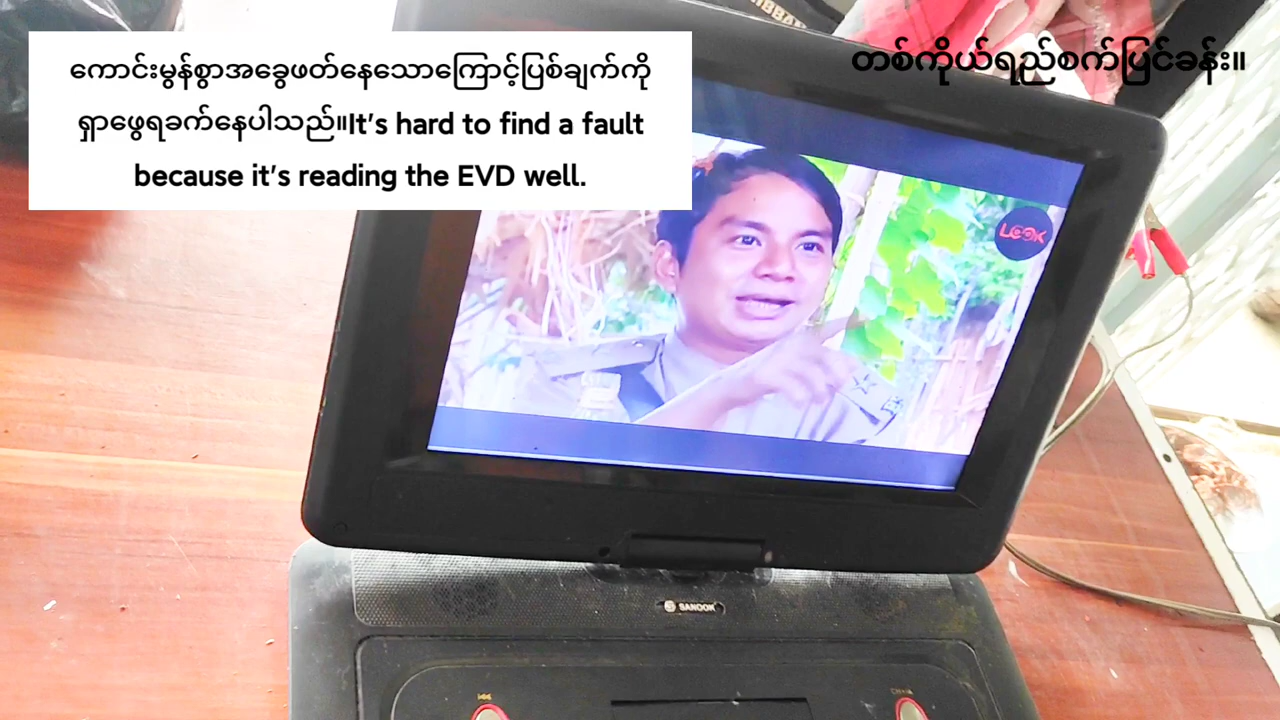 ကောင်းမွန်စွာအခွေဖတ်နေသောကြောင့်ပြစ်ချက်ကို
ရှာဖွေရခက်နေပါသည်။It's hard to find a fault
because it's reading the EVD well.
တစ်ကိုယ်ရည်စက်ပြင်ခန်း။
LOOK
SANOOK